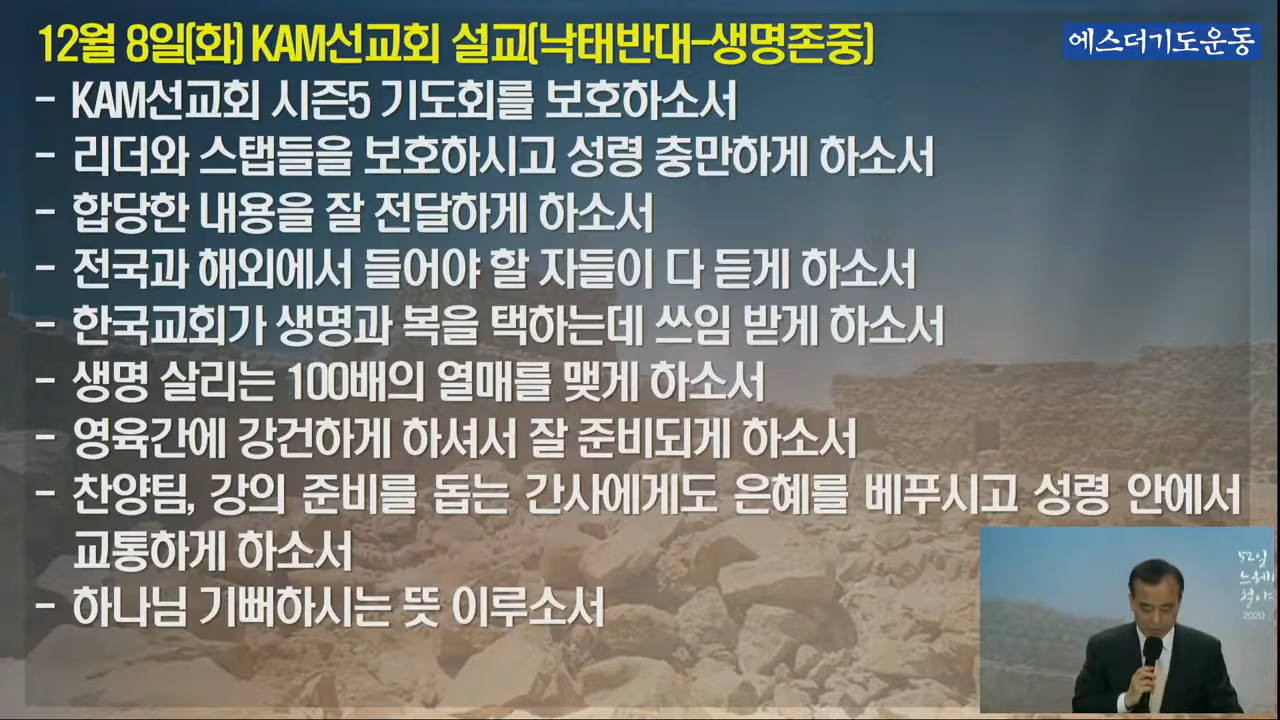 12월 8일(화) KAM선교회 설교(낙태반대-생명존중)
에스더기도운동
- KAM선교회 시즌5 기도회를 보호하소서
- 리더와 스탭들을 보호하시고 성령 충만하게 하소서
- 합당한 내용을 잘 전달하게 하소서
- 전국과 해외에서 들어야 할 자들이 다 듣게 하소서
- 한국교회가 생명과 복을 택하는데 쓰임 받게 하소서
- 생명 살리는 100배의 열매를 맺게 하소서
- 영육간에 강건하게 하셔서 잘 준비되게 하소서
- 찬양팀, 강의 준비를 돕는 간사에게도 은혜를 베푸시고 성령 안에서
교통하게 하소서
- 하나님 기뻐하시는 뜻 이루소서
52일
느헤
철야
2020